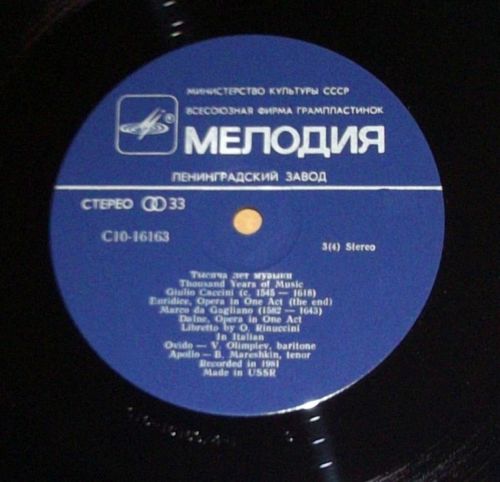 МИНИСТЕРСТВО КУЛЬТУРЫ СССР
ВСЕСОЮЗНАЯ ФИРМА ГРАМПЛАСТИНОК
МЕЛОДИЯ
ЛЕНИНГРАДСКИЙ ЗАВОД
СТЕРЕО 33
С10-16163
3(4) Stereo
Тысяча лет музыки
Thousand Years of Music
Giulio Caccini (c. 1545 — 1618)
Euridice, Opera in One Act (the end)
Marco da Gagliano (1582 — 1643)
Dafne, Opera in One Act
Libretto by O. Rinuccini
In Italian
Ovido — V. Olimpiev, baritone
Apollo — B. Mareshkin, tenor
Recorded in 1981
Made in USSR